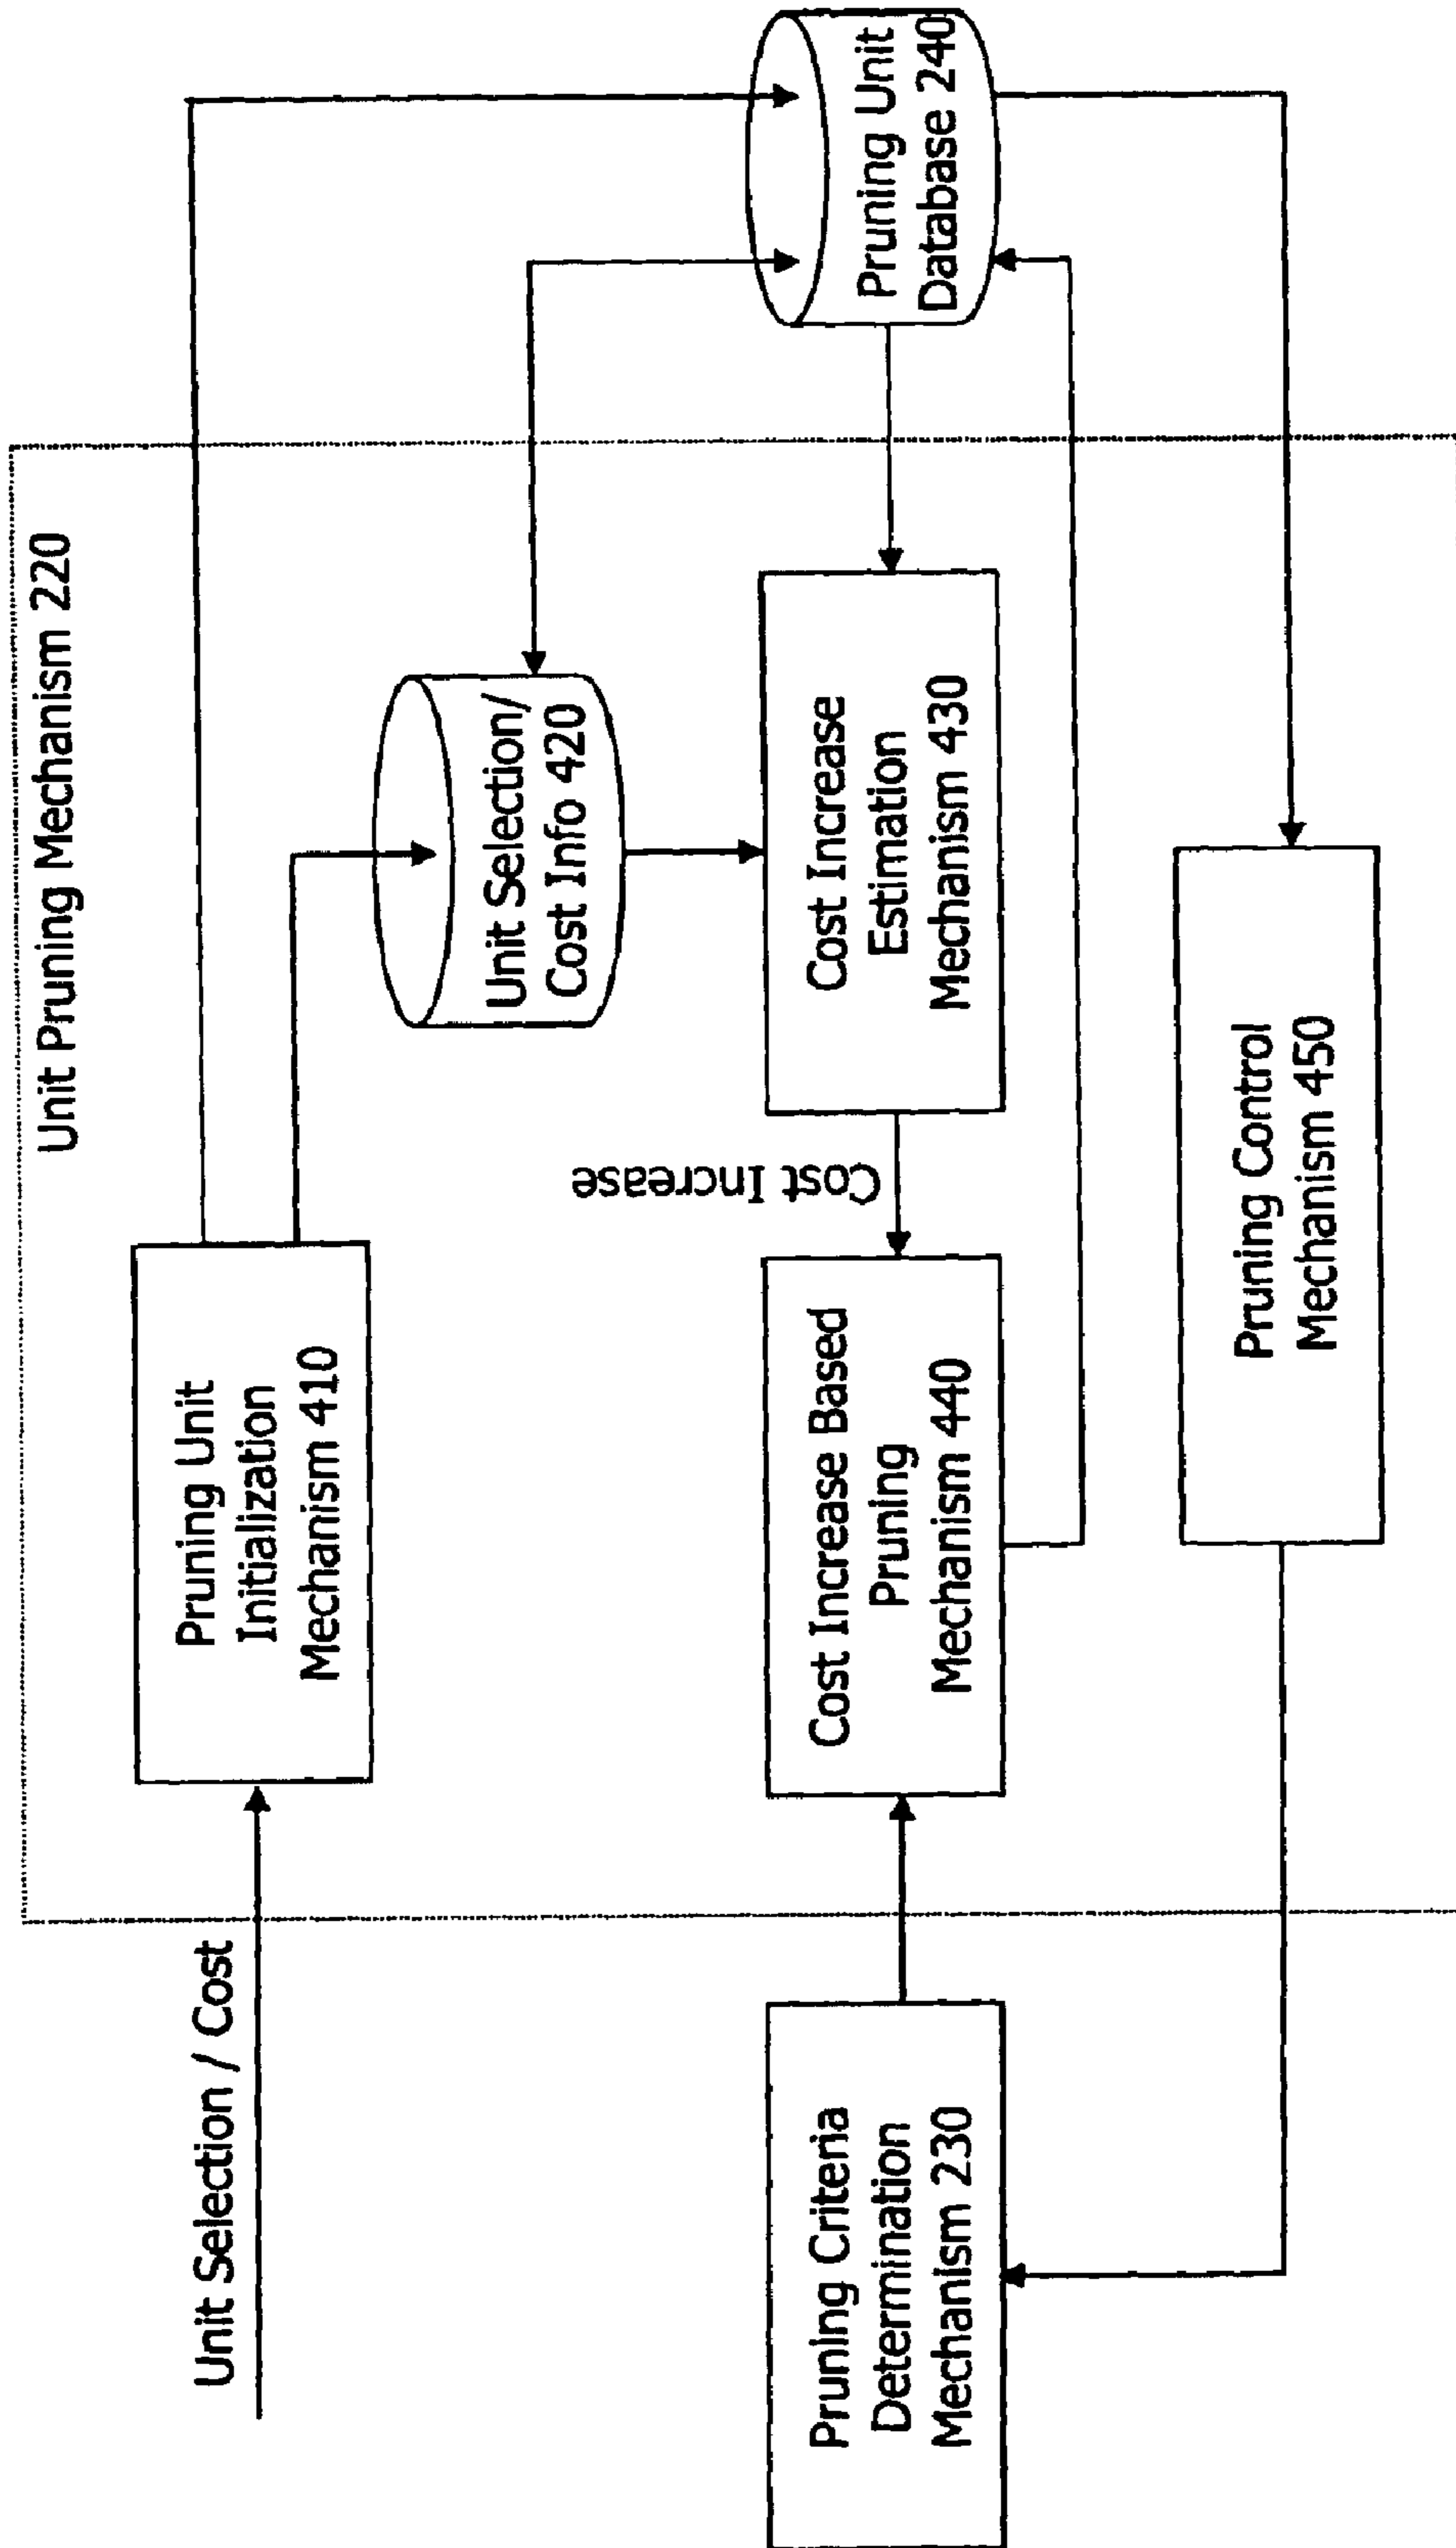 Unit Pruning Mechanism 220
Unit Selection / Cost
Pruning Unit
Initialization
Mechanism 410
Unit Selection/
Cost Info 420
Pruning Criteria
Determination
Mechanism 230
Cost Increase Based
Pruning
Mechanism 440
Cost Increase
Cost Increase
Estimation
Mechanism 430
Pruning Unit
Database 240
Pruning Control
Mechanism 450